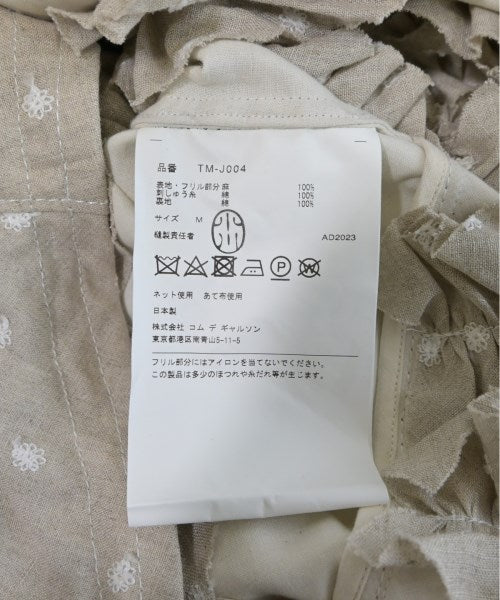 品番 TM-J004
表地・フリル部分 麻 100%
刺しゅう糸 綿 100%
裏地 綿 100%
サイズ M
縫製責任者 AD2023
ネット使用 あて布使用
日本製
株式会社 コム デ ギャルソン
東京都港区南青山5-11-5
フリル部分にはアイロンを当てないでください。
この製品は多少のほつれや糸だれ等が生じます。